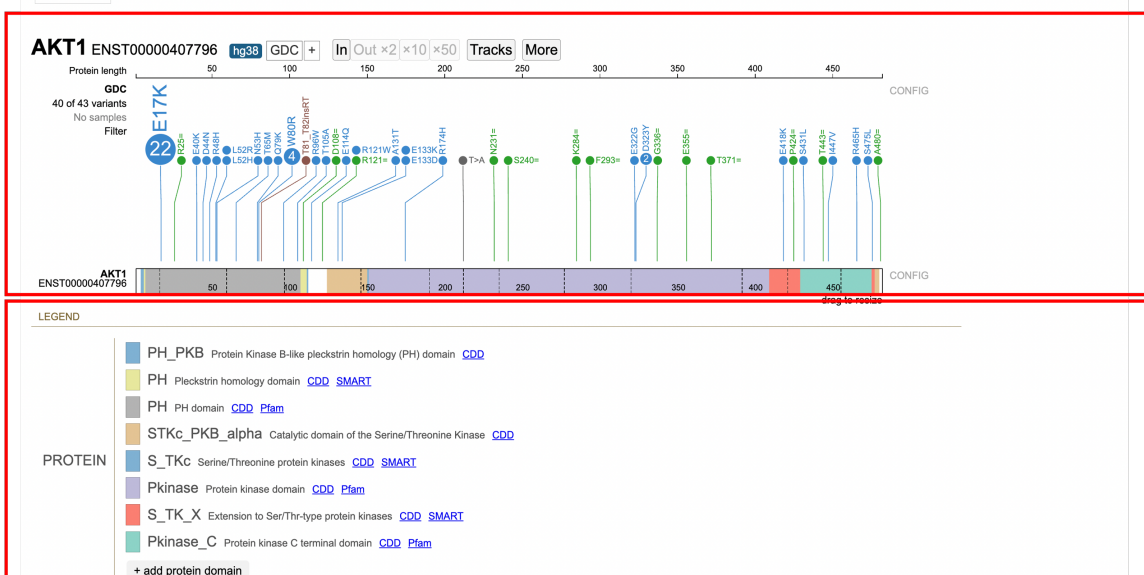 AKT1 ENST00000407796 hg38 GDC + In Out ×2 ×10 ×50 Tracks More
Protein length 50 100 150 200 250 300 350 400 450
GDC
CONFIG
40 of 43 variants
No samples
Filter
22 E17K
R25=
E40K
D44N
N53H
R48H
L52R
L52H
T65M
Q79K
4 W80R
T81_T82insRT
R96W
T105A
D108=
E114Q
R121W
R121=
A131T
E133K
E133D
R174H
T>A
N231=
S240=
K284=
F293=
E322G
2 D323Y
G336=
E355=
T371=
E418K
P424=
S431L
T443=
I447V
R465H
S475L
A480=
AKT1
ENST00000407796
50 100 150 200 250 300 350 400 450
CONFIG
drag to resize
LEGEND
PROTEIN
PH_PKB Protein Kinase B-like pleckstrin homology (PH) domain CDD
PH Pleckstrin homology domain CDD SMART
PH PH domain CDD Pfam
STKc_PKB_alpha Catalytic domain of the Serine/Threonine Kinase CDD
S_TKc Serine/Threonine protein kinases CDD SMART
Pkinase Protein kinase domain CDD Pfam
S_TK_X Extension to Ser/Thr-type protein kinases CDD SMART
Pkinase_C Protein kinase C terminal domain CDD Pfam
+ add protein domain